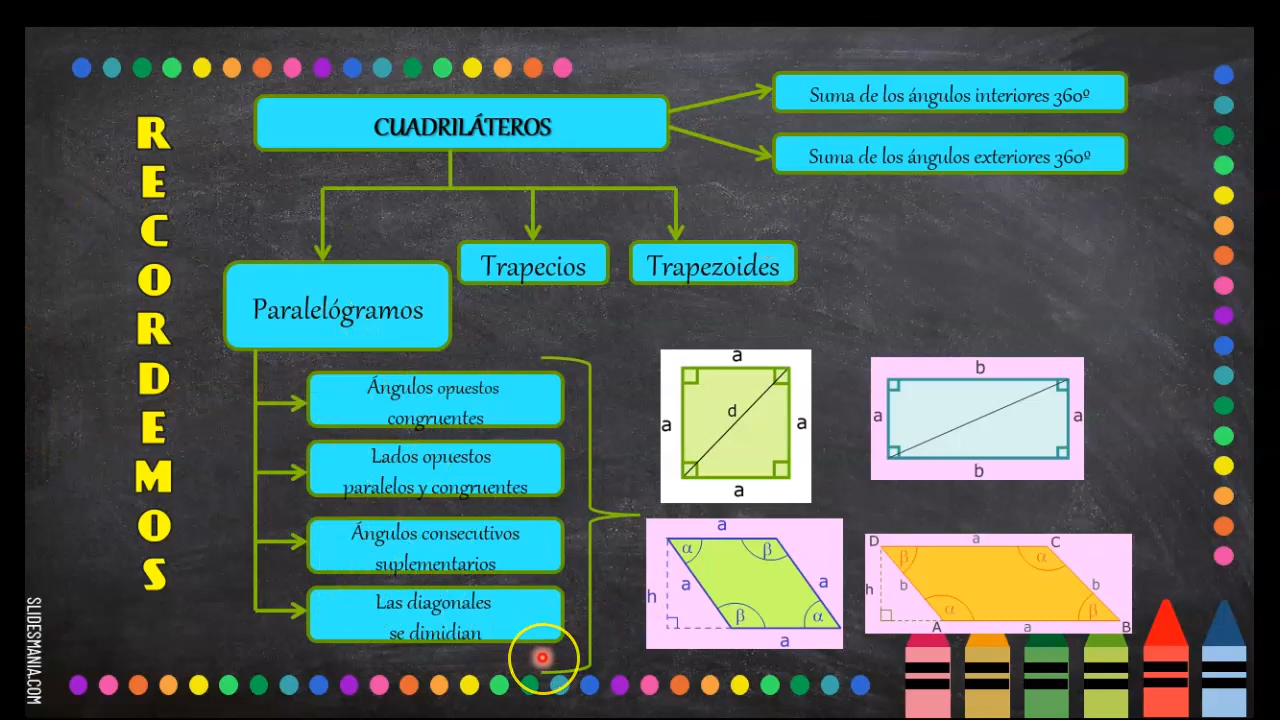 RECORDEMOS
CUADRILÁTEROS
Suma de los ángulos interiores 360º
Suma de los ángulos exteriores 360º
Trapecios
Trapezoides
Paralelógramos
Ángulos opuestos
congruentes
Lados opuestos
paralelos y congruentes
Ángulos consecutivos
suplementarios
Las diagonales
se dimidian
a
a
d
a
a
b
a
a
b
a
α
β
a
a
h
β
α
a
D
a
C
β
α
h
b
b
α
β
A
a
B
SLIDESMANIA.COM